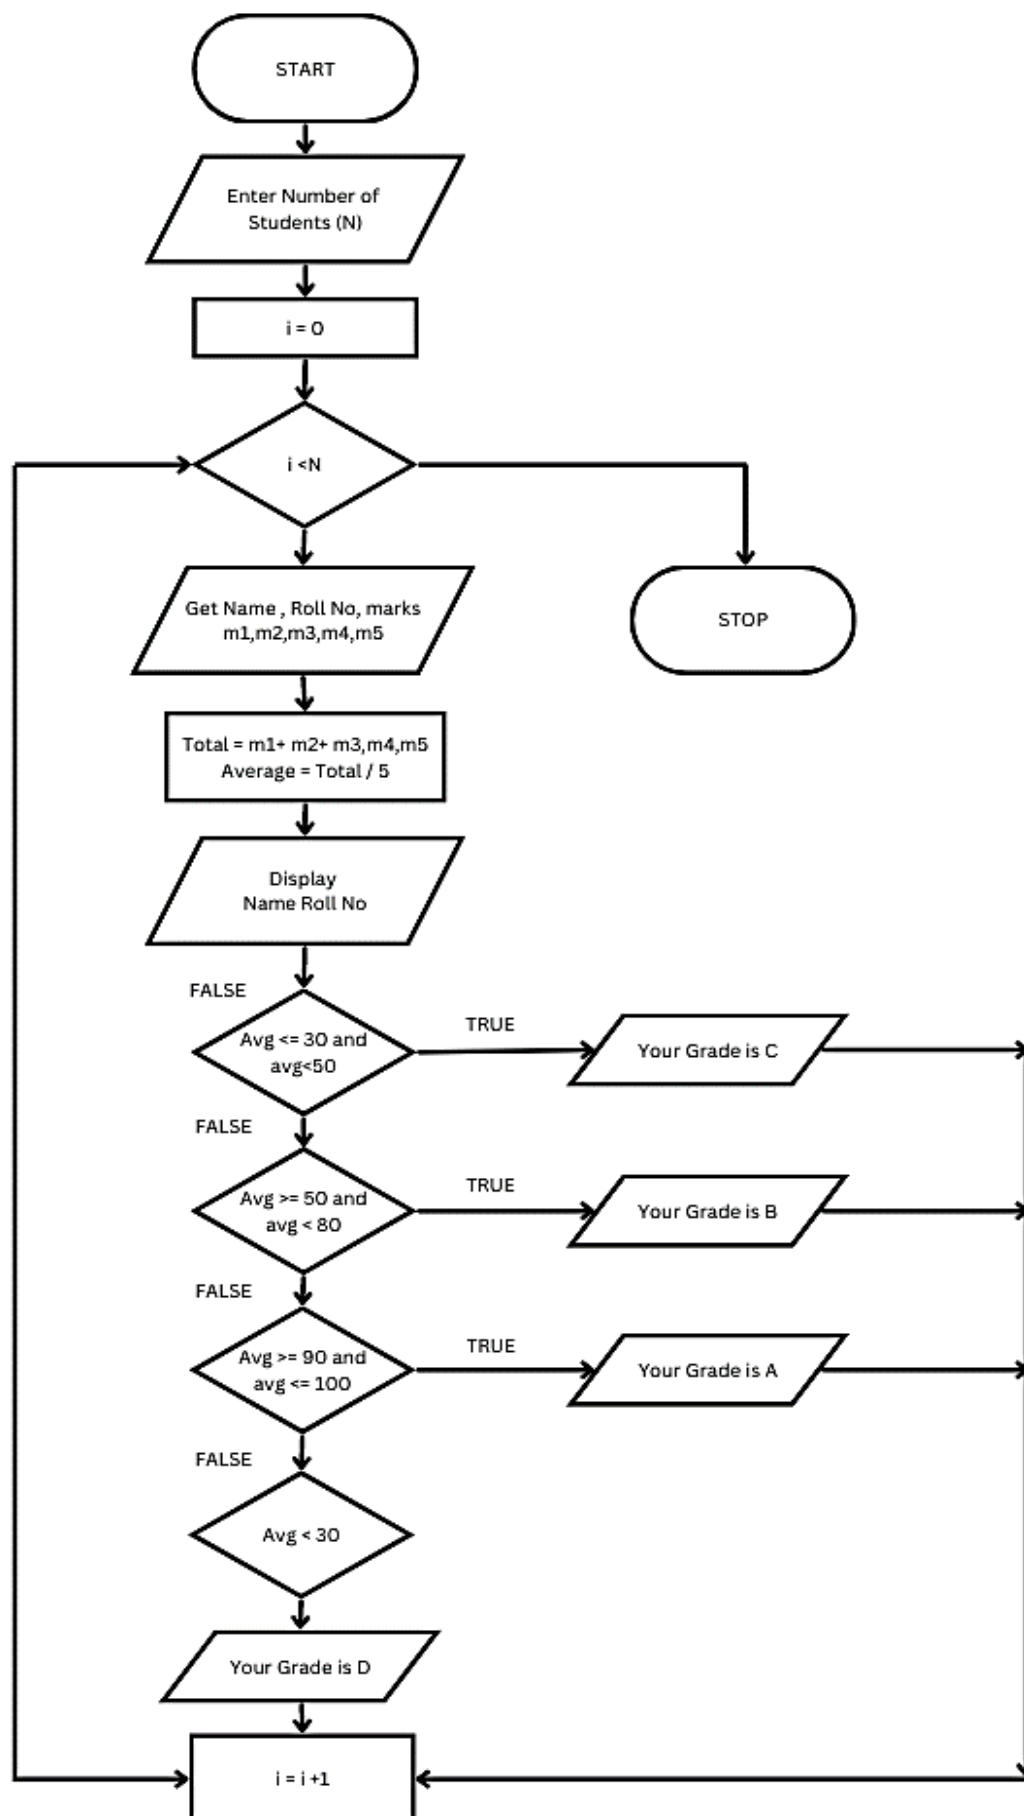 START
Enter Number of
Students (N)
i = 0
i <N
Get Name , Roll No, marks
m1,m2,m3,m4,m5
STOP
Total = m1+ m2+ m3,m4,m5
Average = Total / 5
Display
Name Roll No
FALSE
Avg <= 30 and
avg<50
TRUE
Your Grade is C
FALSE
Avg >= 50 and
avg < 80
TRUE
Your Grade is B
FALSE
Avg >= 90 and
avg <= 100
TRUE
Your Grade is A
FALSE
Avg < 30
Your Grade is D
i = i +1